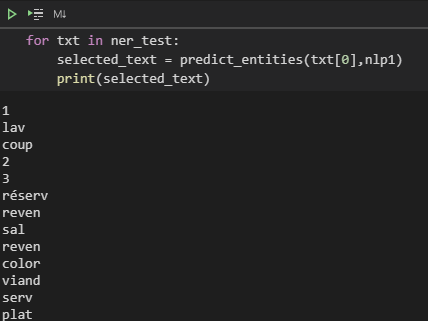 M↓
for txt in ner_test:
selected_text = predict_entities(txt[0],nlp1)
print(selected_text)
1
lav
coup
2
3
réserv
reven
sal
reven
color
viand
serv
plat